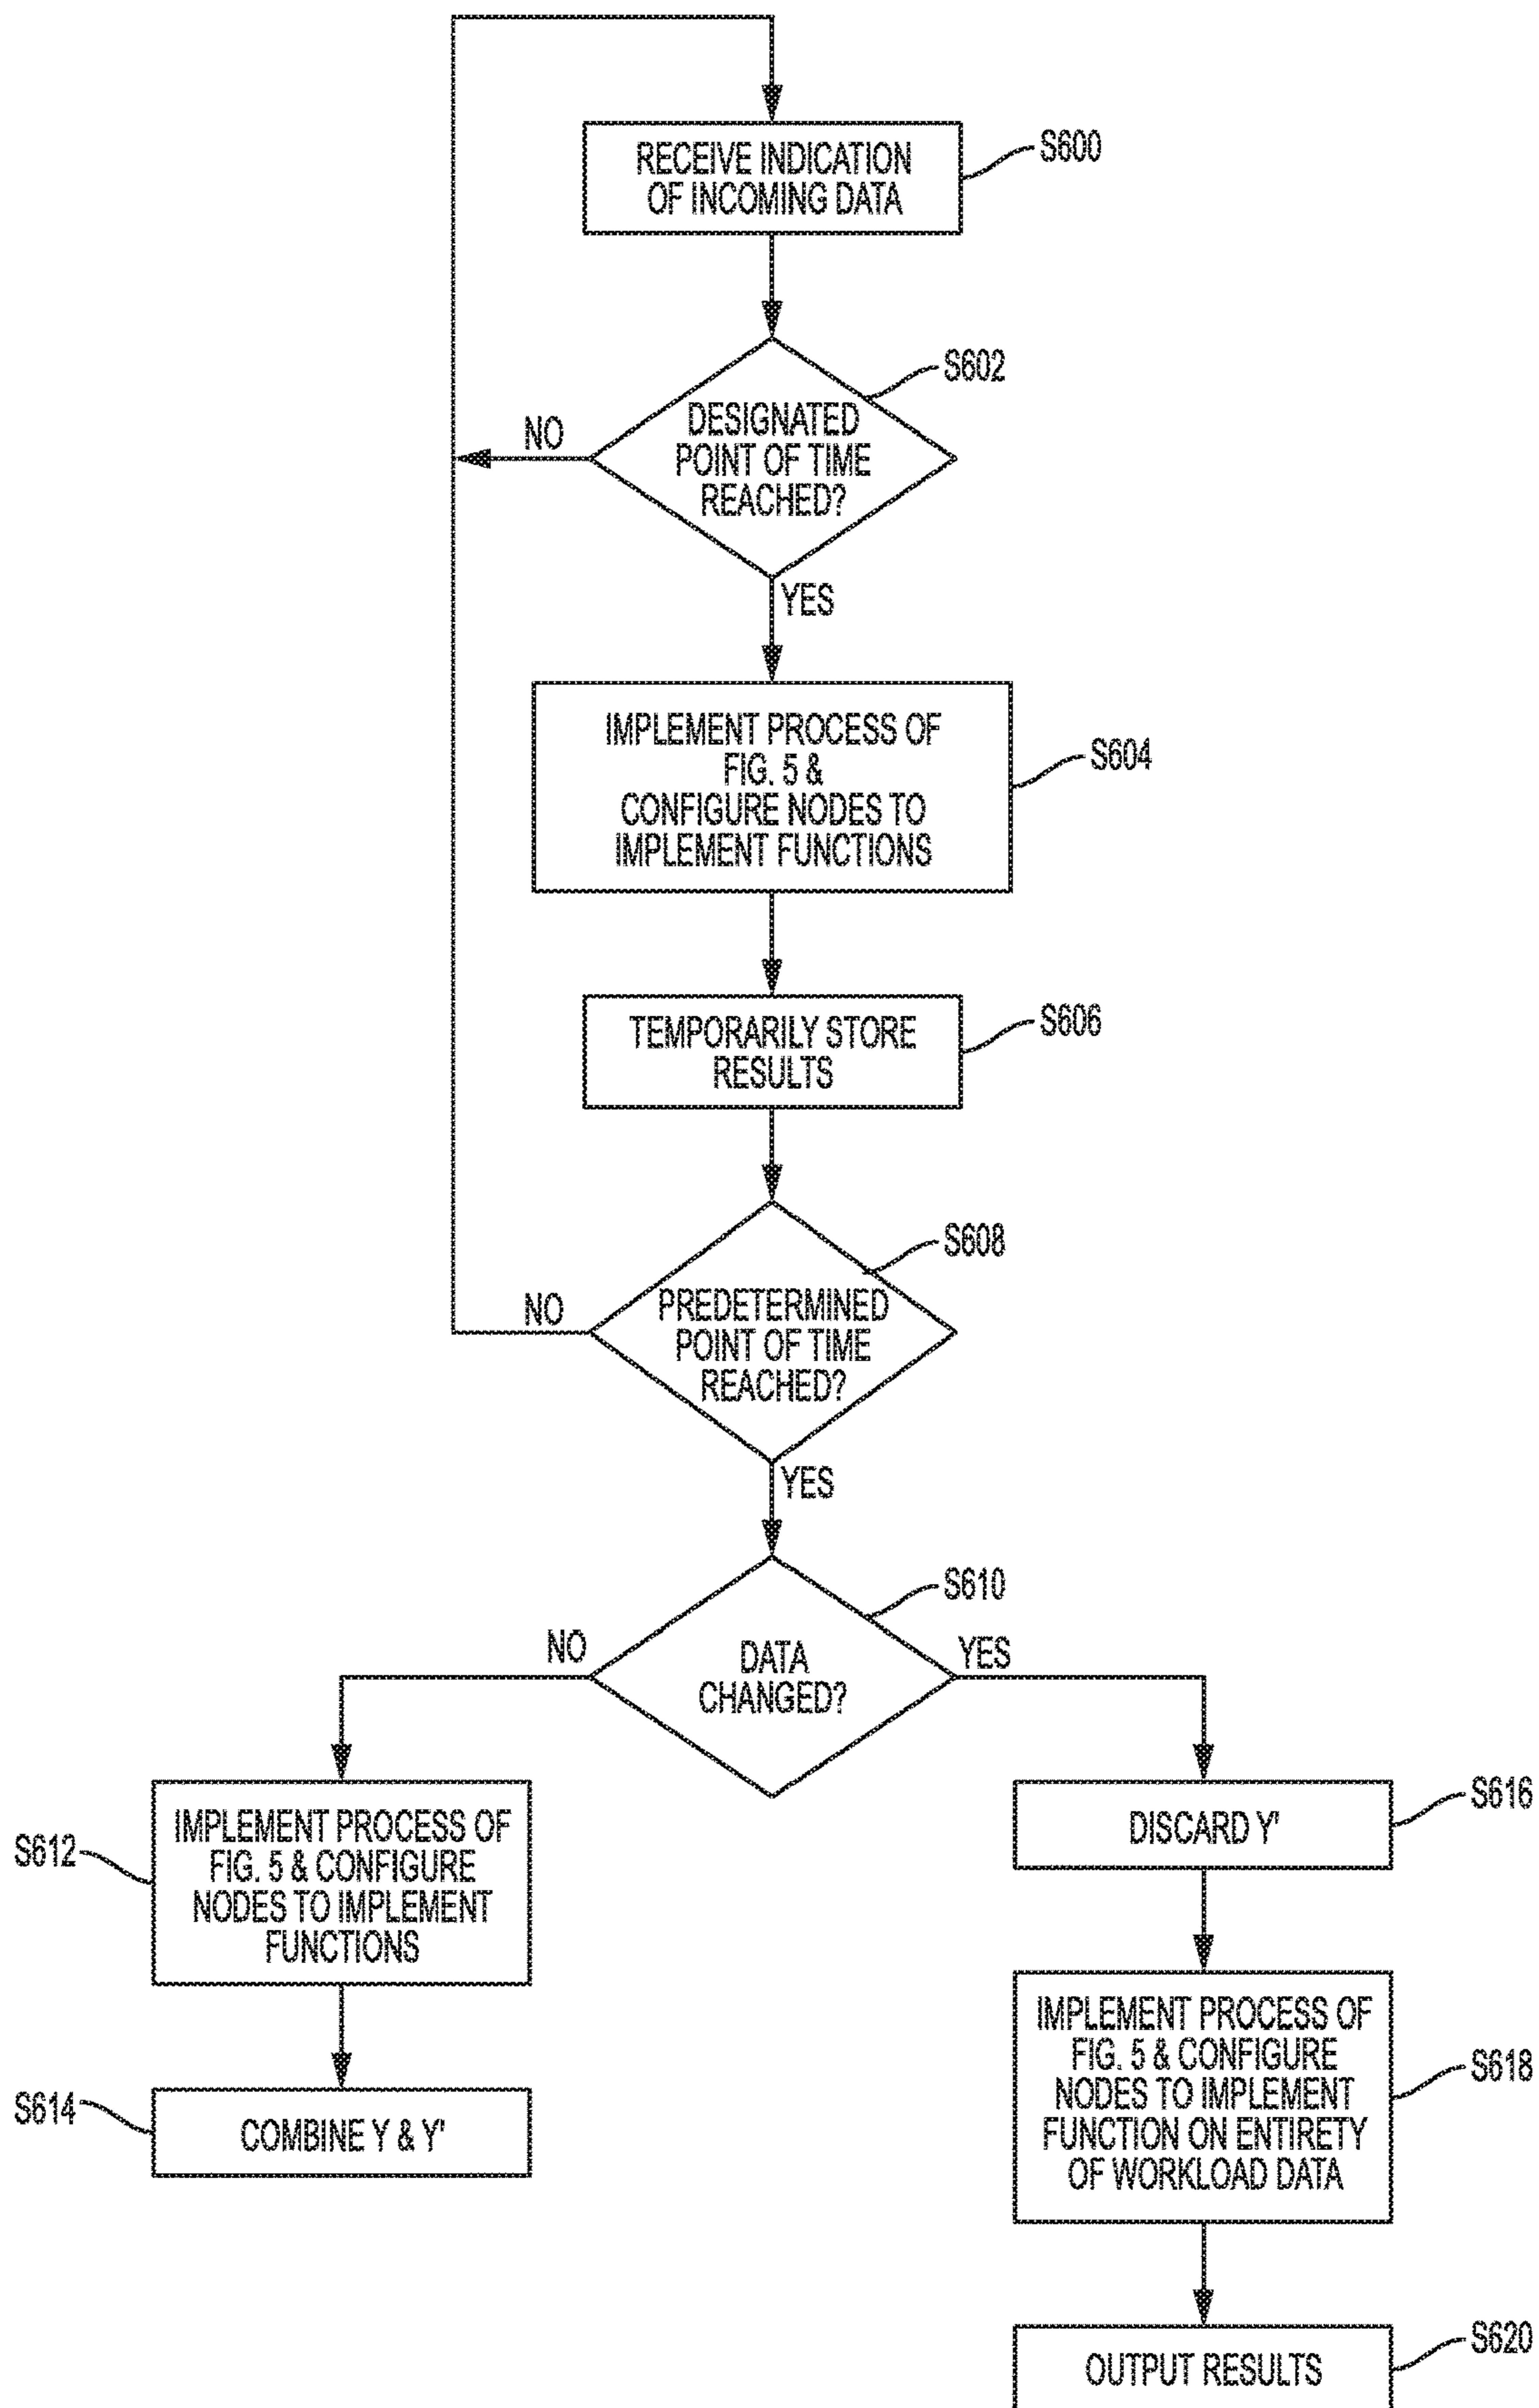 RECEIVE INDICATION
OF INCOMING DATA
S600
DESIGNATED
POINT OF TIME
REACHED?
S602
NO
YES
IMPLEMENT PROCESS OF
FIG. 5 &
CONFIGURE NODES TO
IMPLEMENT FUNCTIONS
S604
TEMPORARILY STORE
RESULTS
S606
PREDETERMINED
POINT OF TIME
REACHED?
S608
NO
YES
DATA
CHANGED?
S610
NO
YES
S612
IMPLEMENT PROCESS OF
FIG. 5 & CONFIGURE
NODES TO IMPLEMENT
FUNCTIONS
S614
COMBINE Y & Y'
DISCARD Y'
S616
IMPLEMENT PROCESS OF
FIG. 5 & CONFIGURE
NODES TO IMPLEMENT
FUNCTION ON ENTIRETY
OF WORKLOAD DATA
S618
OUTPUT RESULTS
S620